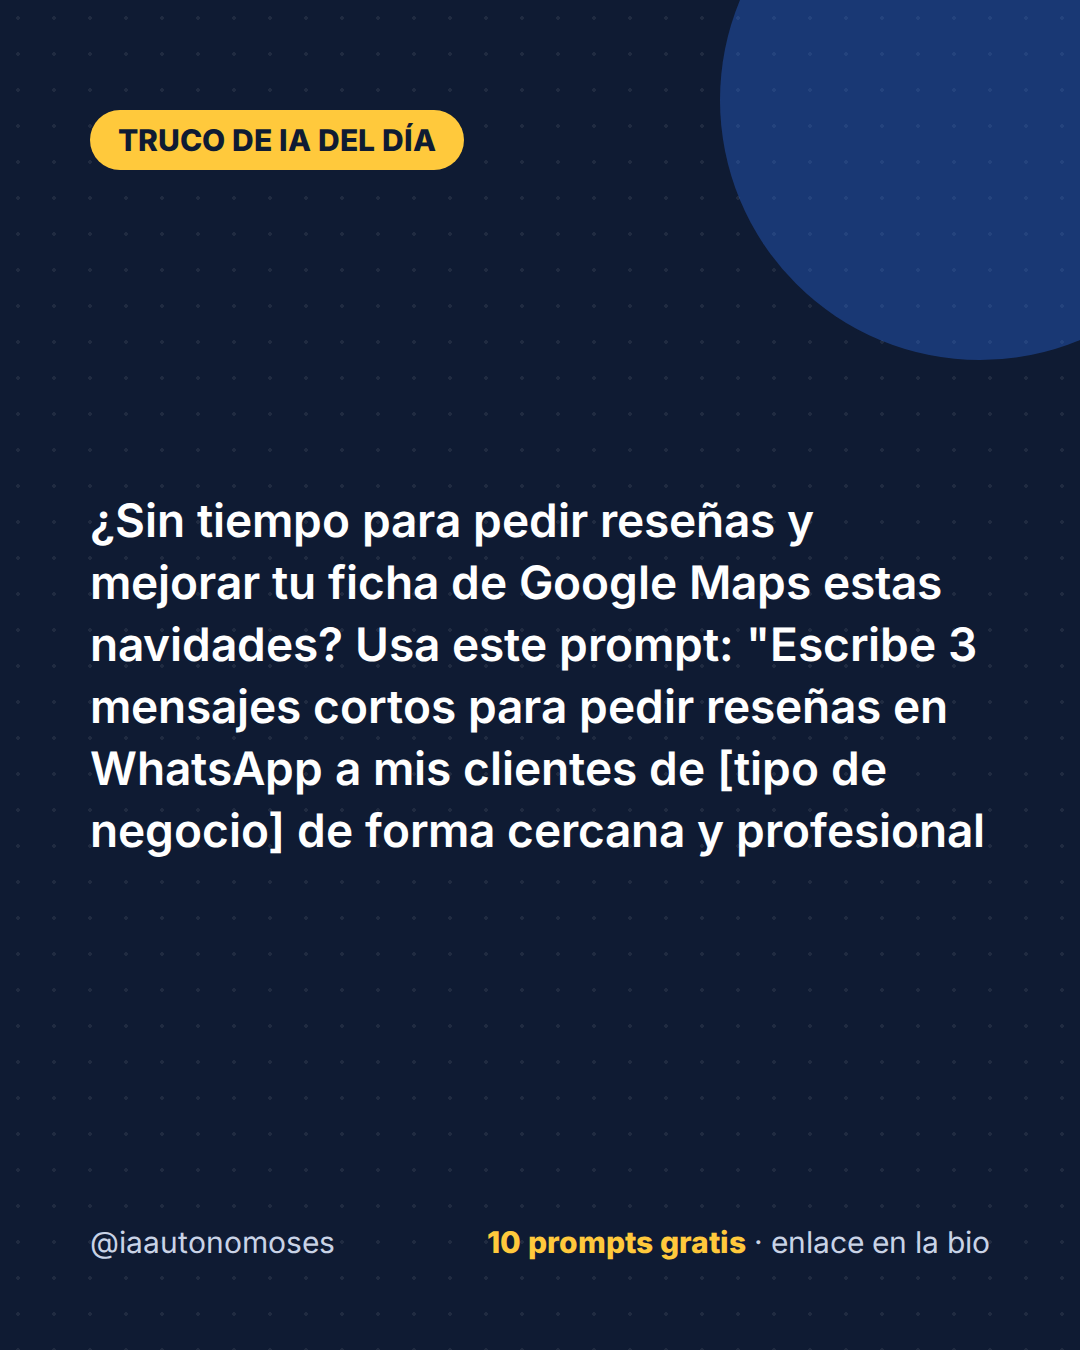 TRUCO DE IA DEL DÍA
¿Sin tiempo para pedir reseñas y
mejorar tu ficha de Google Maps estas
navidades? Usa este prompt: "Escribe 3
mensajes cortos para pedir reseñas en
WhatsApp a mis clientes de [tipo de
negocio] de forma cercana y profesional
@iaautonomoses
10 prompts gratis · enlace en la bio